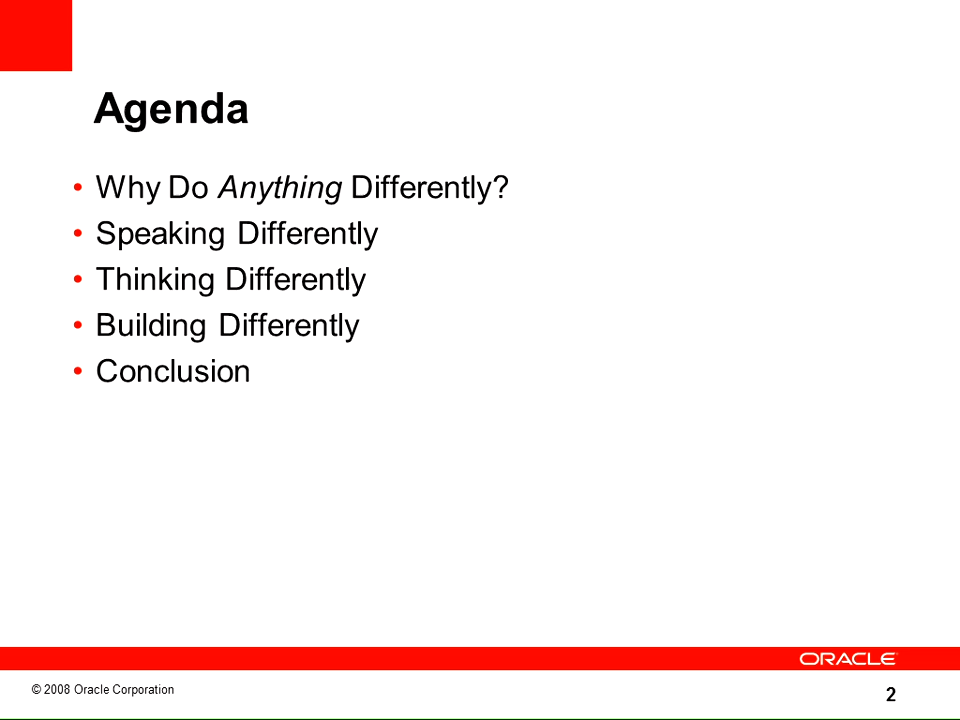 Agenda
• Why Do Anything Differently?
• Speaking Differently
• Thinking Differently
• Building Differently
• Conclusion
ORACLE
© 2008 Oracle Corporation
2